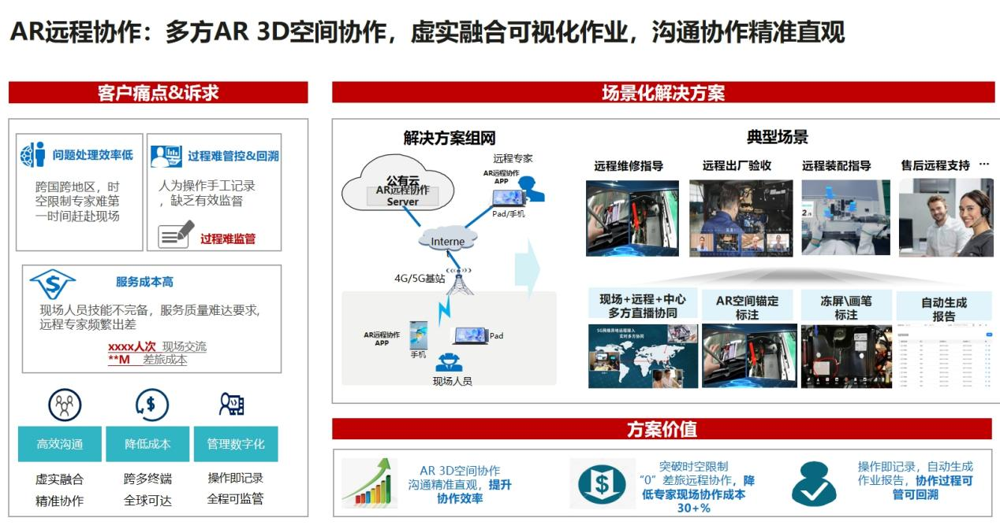 AR远程协作：多方AR 3D空间协作，虚实融合可视化作业，沟通协作精准直观
客户痛点&诉求
问题处理效率低
跨国跨地区，时
空限制专家难第
一时间赶赴现场
过程难管控&回溯
人为操作手工记录
，缺乏有效监督
过程难监管
服务成本高
现场人员技能不完备，服务质量难达要求,
远程专家频繁出差
xxxx人次 现场交流
**M 差旅成本
高效沟通
降低成本
管理数字化
虚实融合
精准协作
跨多终端
全球可达
操作即记录
全程可监管
场景化解决方案
解决方案组网
公有云
AR远程协作
Server
远程专家
AR远程协作
APP
Pad/手机
Interne
t
4G/5G基站
AR远程协作
APP
手机
Pad
现场人员
典型场景
远程维修指导
远程出厂验收
远程装配指导
售后远程支持 ···
现场+远程+中心
多方直播协同
AR空间锚定
标注
冻屏\画笔
标注
自动生成
报告
5G网络异地远程接入
实时多方协同
方案价值
AR 3D空间协作
沟通精准直观，提升
协作效率
突破时空限制
“0”差旅远程协作，降
低专家现场协作成本
30+%
操作即记录，自动生成
作业报告，协作过程可
管可回溯